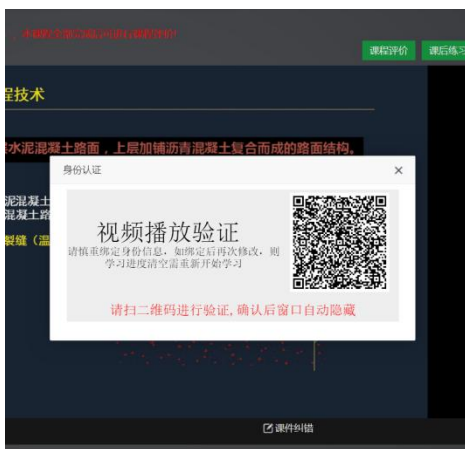 课程评价
课后练习
程技术
水泥混凝土路面，上层加铺沥青混凝土复合而成的路面结构。
身份认证
×
泥混凝土
混凝土路
裂缝（温
视频播放验证
请慎重绑定身份信息，如绑定后再次修改，则
学习进度清空需重新开始学习
请扫二维码进行验证,确认后窗口自动隐藏
课件纠错